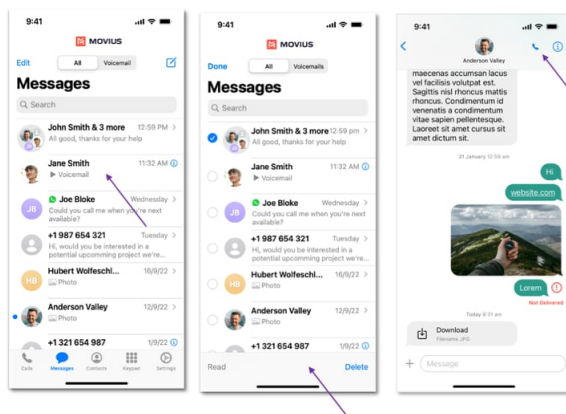 9:41
MOVIUS
Edit
All
Voicemail
Messages
Search
John Smith & 3 more 12:59 PM
All good, thanks for your help
Jane Smith 11:32 AM
Voicemail
JB
Joe Bloke Wednesday
Could you call me when you're next
available?
+1 987 654 321 Tuesday
Hi, would you be interested in a
potential upcomming project we're...
HB
Hubert Wolfeschl... 16/9/22
Photo
Anderson Valley 12/9/22
Photo
+1 321 654 987 1/9/22
Calls
Messages
Contacts
Keypad
Settings
9:41
MOVIUS
Done
All
Voicemails
Messages
Search
John Smith & 3 more 12:59 pm
All good, thanks for your help
Jane Smith 11:32 AM
Voicemail
JB
Joe Bloke Wednesday
Could you call me when you're next
available?
+1 987 654 321 Tuesday
Hi, would you be interested in a
potential upcomming project we're...
HB
Hubert Wolfeschl... 16/9/22
Photo
Anderson Valley 12/9/22
Photo
+1 321 654 987 1/9/22
Read
Delete
9:41
Anderson Valley
maecenas accumsan lacus
vel facilisis volutpat est.
Sagittis nisl rhoncus mattis
rhoncus. Condimentum id
venenatis a condimentum
vitae sapien pellentesque.
Laoreet sit amet cursus sit
amet dictum sit.
21 January 12:59 am
Hi
website.com
Lorem
Not Delivered
Today 9:31 am
Download
Filename.JPG
Message